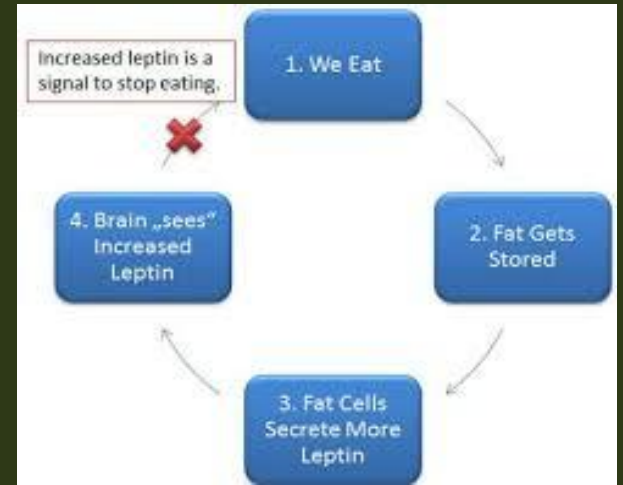 Increased leptin is a
signal to stop eating.
1. We Eat
2. Fat Gets
Stored
3. Fat Cells
Secrete More
Leptin
4. Brain „sees“
Increased
Leptin